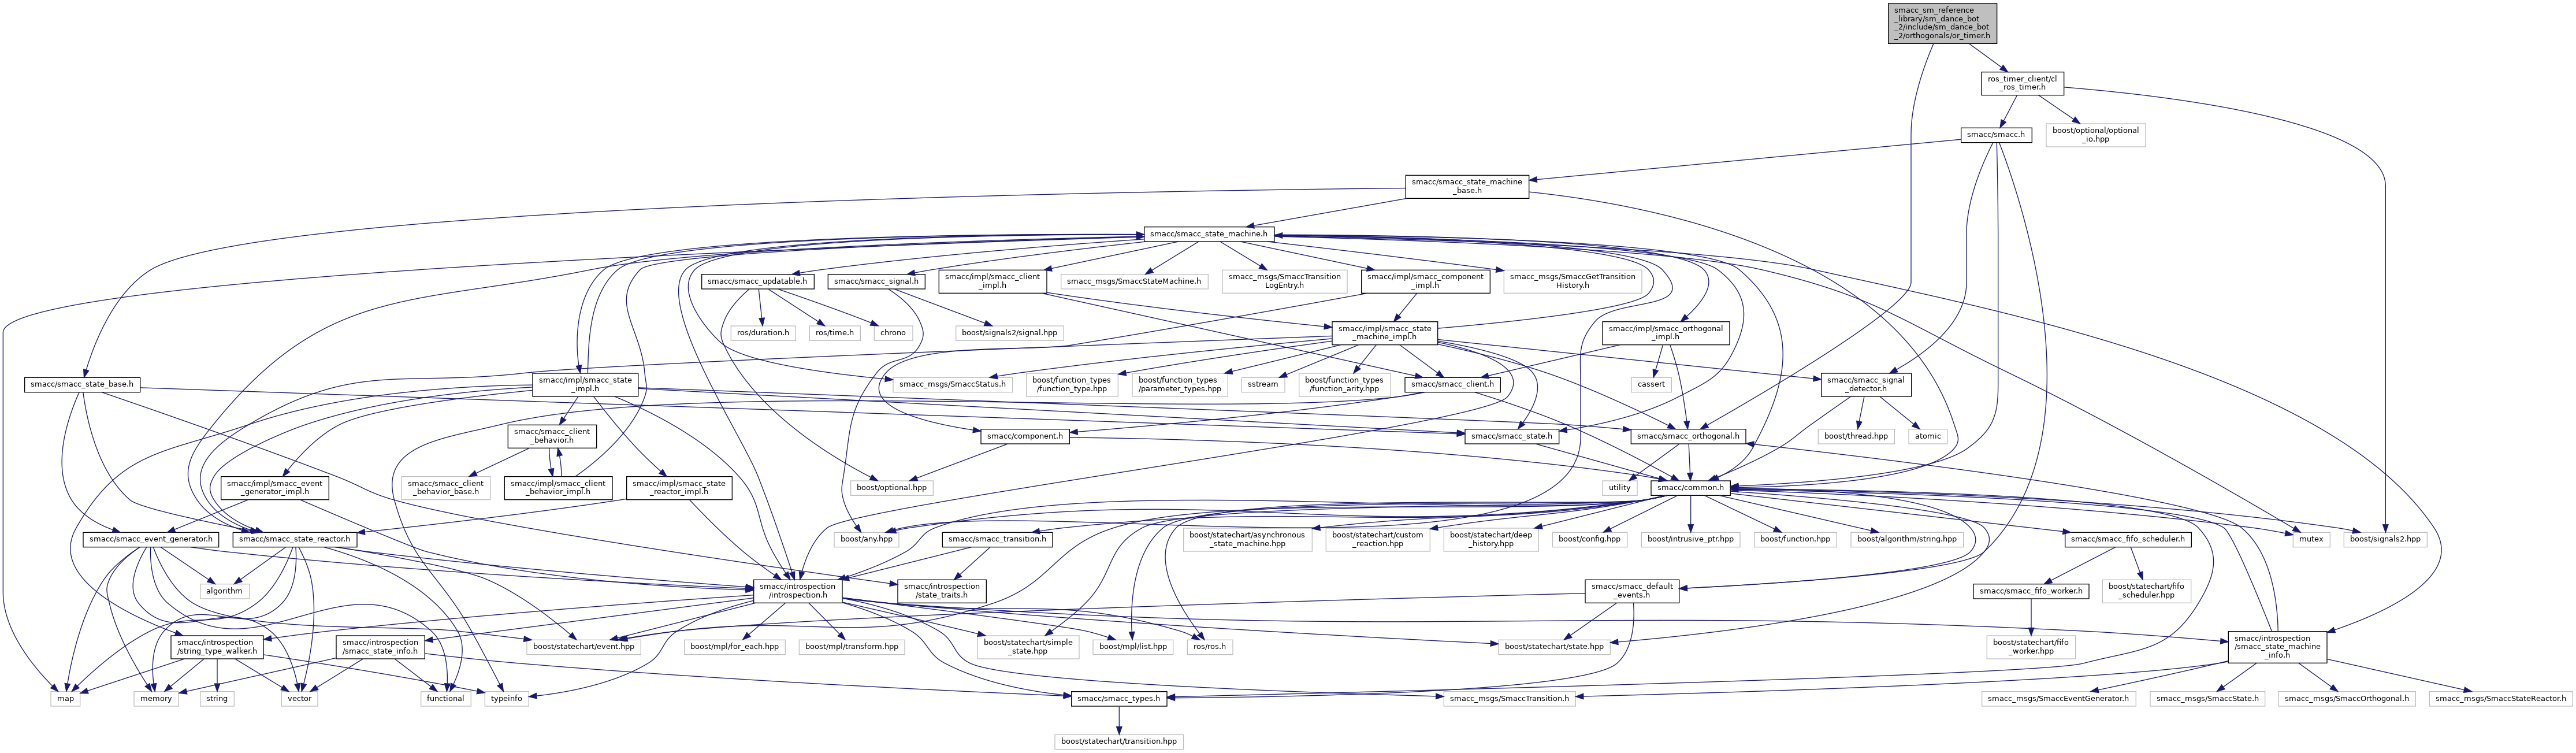 smacc_sm_reference
_library/sm_dance_bot
_2/include/sm_dance_bot
_2/orthogonals/or_timer.h
ros_timer_client/cl
_ros_timer.h
smacc/smacc.h
boost/optional/optional
_io.hpp
smacc/smacc_state_machine
_base.h
smacc/smacc_state_machine.h
smacc/smacc_updatable.h
smacc/smacc_signal.h
smacc/impl/smacc_client
_impl.h
smacc_msgs/SmaccStateMachine.h
smacc_msgs/SmaccTransition
LogEntry.h
smacc/impl/smacc_component
_impl.h
smacc_msgs/SmaccGetTransition
History.h
ros/duration.h
ros/time.h
chrono
boost/signals2/signal.hpp
smacc/impl/smacc_state
_machine_impl.h
smacc/impl/smacc_orthogonal
_impl.h
smacc/smacc_state_base.h
smacc/impl/smacc_state
_impl.h
smacc_msgs/SmaccStatus.h
boost/function_types
/function_type.hpp
boost/function_types
/parameter_types.hpp
sstream
boost/function_types
/function_arity.hpp
smacc/smacc_client.h
cassert
smacc/smacc_signal
_detector.h
smacc/smacc_client
_behavior.h
smacc/component.h
smacc/smacc_state.h
smacc/smacc_orthogonal.h
boost/thread.hpp
atomic
smacc/impl/smacc_event
_generator_impl.h
smacc/smacc_client
_behavior_base.h
smacc/impl/smacc_client
_behavior_impl.h
smacc/impl/smacc_state
_reactor_impl.h
boost/optional.hpp
utility
smacc/common.h
smacc/smacc_event_generator.h
smacc/smacc_state_reactor.h
boost/any.hpp
smacc/smacc_transition.h
boost/statechart/asynchronous
_state_machine.hpp
boost/statechart/custom
_reaction.hpp
boost/statechart/deep
_history.hpp
boost/config.hpp
boost/intrusive_ptr.hpp
boost/function.hpp
boost/algorithm/string.hpp
smacc/smacc_fifo_scheduler.h
mutex
boost/signals2.hpp
algorithm
smacc/introspection
/introspection.h
smacc/introspection
/state_traits.h
smacc/smacc_default
_events.h
smacc/smacc_fifo_worker.h
boost/statechart/fifo
_scheduler.hpp
smacc/introspection
/string_type_walker.h
smacc/introspection
/smacc_state_info.h
boost/statechart/event.hpp
boost/mpl/for_each.hpp
boost/mpl/transform.hpp
boost/statechart/simple
_state.hpp
boost/mpl/list.hpp
ros/ros.h
boost/statechart/state.hpp
boost/statechart/fifo
_worker.hpp
smacc/introspection
/smacc_state_machine
_info.h
map
memory
string
vector
functional
typeinfo
smacc/smacc_types.h
smacc_msgs/SmaccTransition.h
smacc_msgs/SmaccEventGenerator.h
smacc_msgs/SmaccState.h
smacc_msgs/SmaccOrthogonal.h
smacc_msgs/SmaccStateReactor.h
boost/statechart/transition.hpp